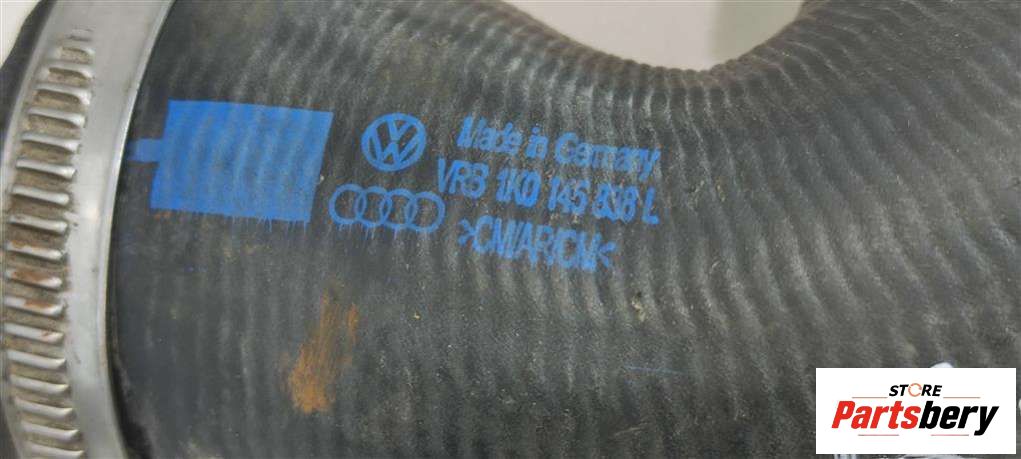 Made in Germany
VRB 1K0 145 838 L
>CM/AR/CM<
STORE
Partsbery